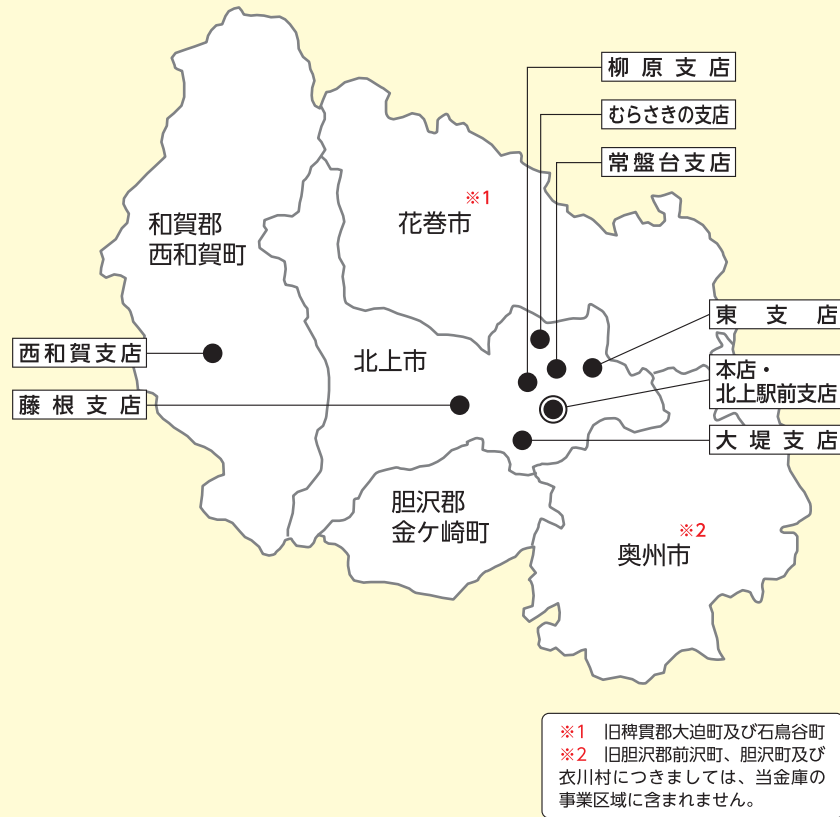 柳原支店
むらさきの支店
常盤台支店
※1
花巻市
和賀郡
西和賀町
東支店
西和賀支店
北上市
本店・
北上駅前支店
藤根支店
大堤支店
胆沢郡
金ケ崎町
※2
奥州市
※1 旧稗貫郡大迫町及び石鳥谷町
※2 旧胆沢郡前沢町、胆沢町及び
衣川村につきましては、当金庫の
事業区域に含まれません。